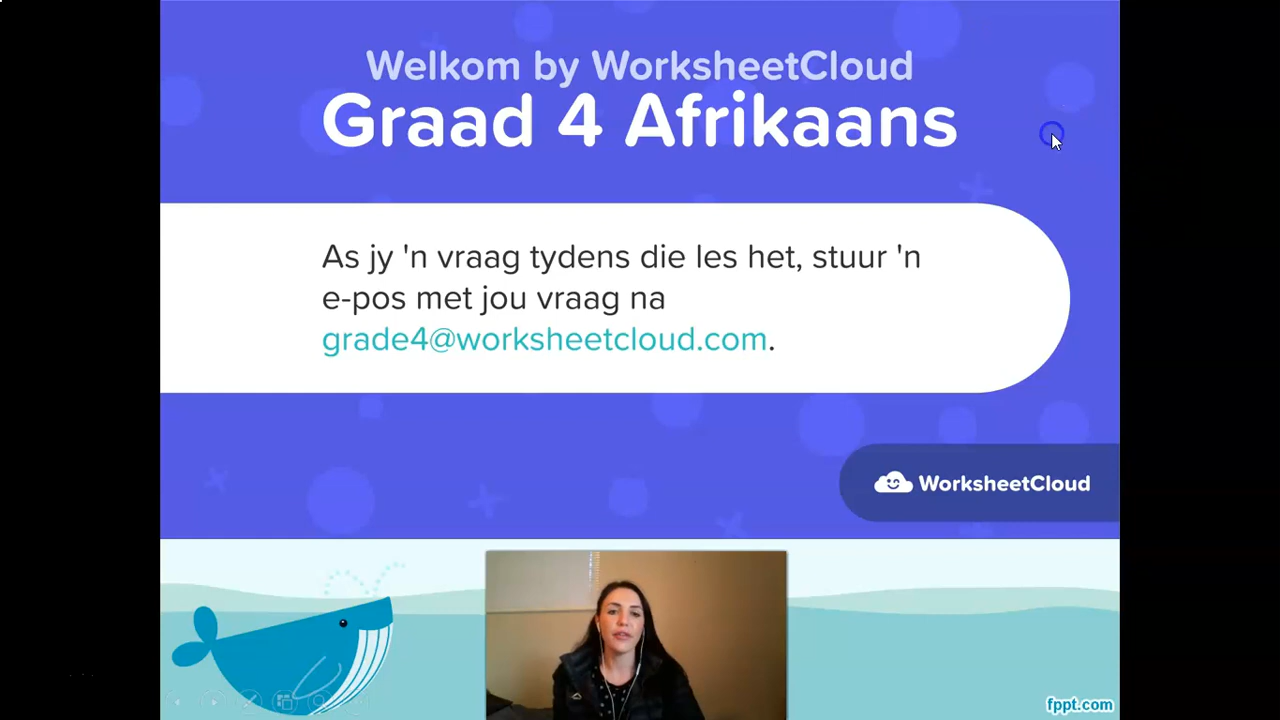 Welkom by WorksheetCloud
Graad 4 Afrikaans
As jy 'n vraag tydens die les het, stuur 'n
e-pos met jou vraag na
grade4@worksheetcloud.com.
WorksheetCloud
fppt.com